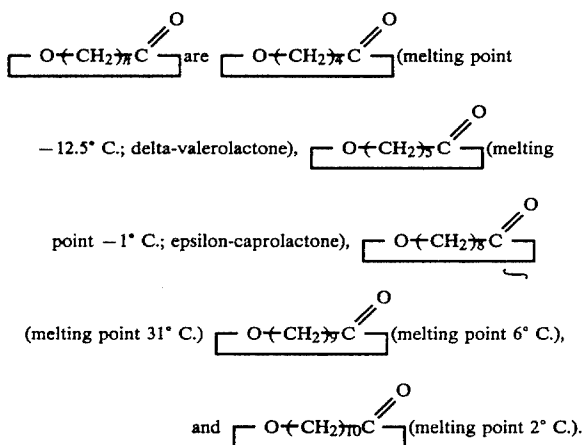 O
O-(CH2)n-C are O-(CH2)4-C (melting point
O
−12.5° C.; delta-valerolactone), O-(CH2)5-C (melting
O
point −1° C.; epsilon-caprolactone), O-(CH2)8-C
O
(melting point 31° C.) O-(CH2)9-C (melting point 6° C.),
O
and O-(CH2)10-C (melting point 2° C.).